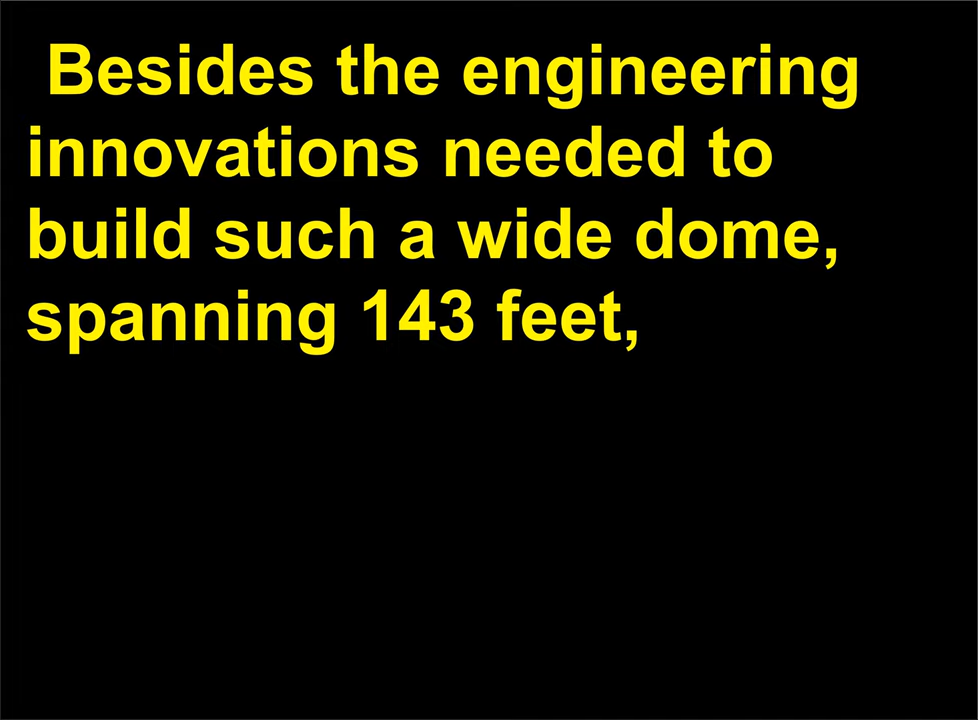 Besides the engineering
innovations needed to
build such a wide dome,
spanning 143 feet,